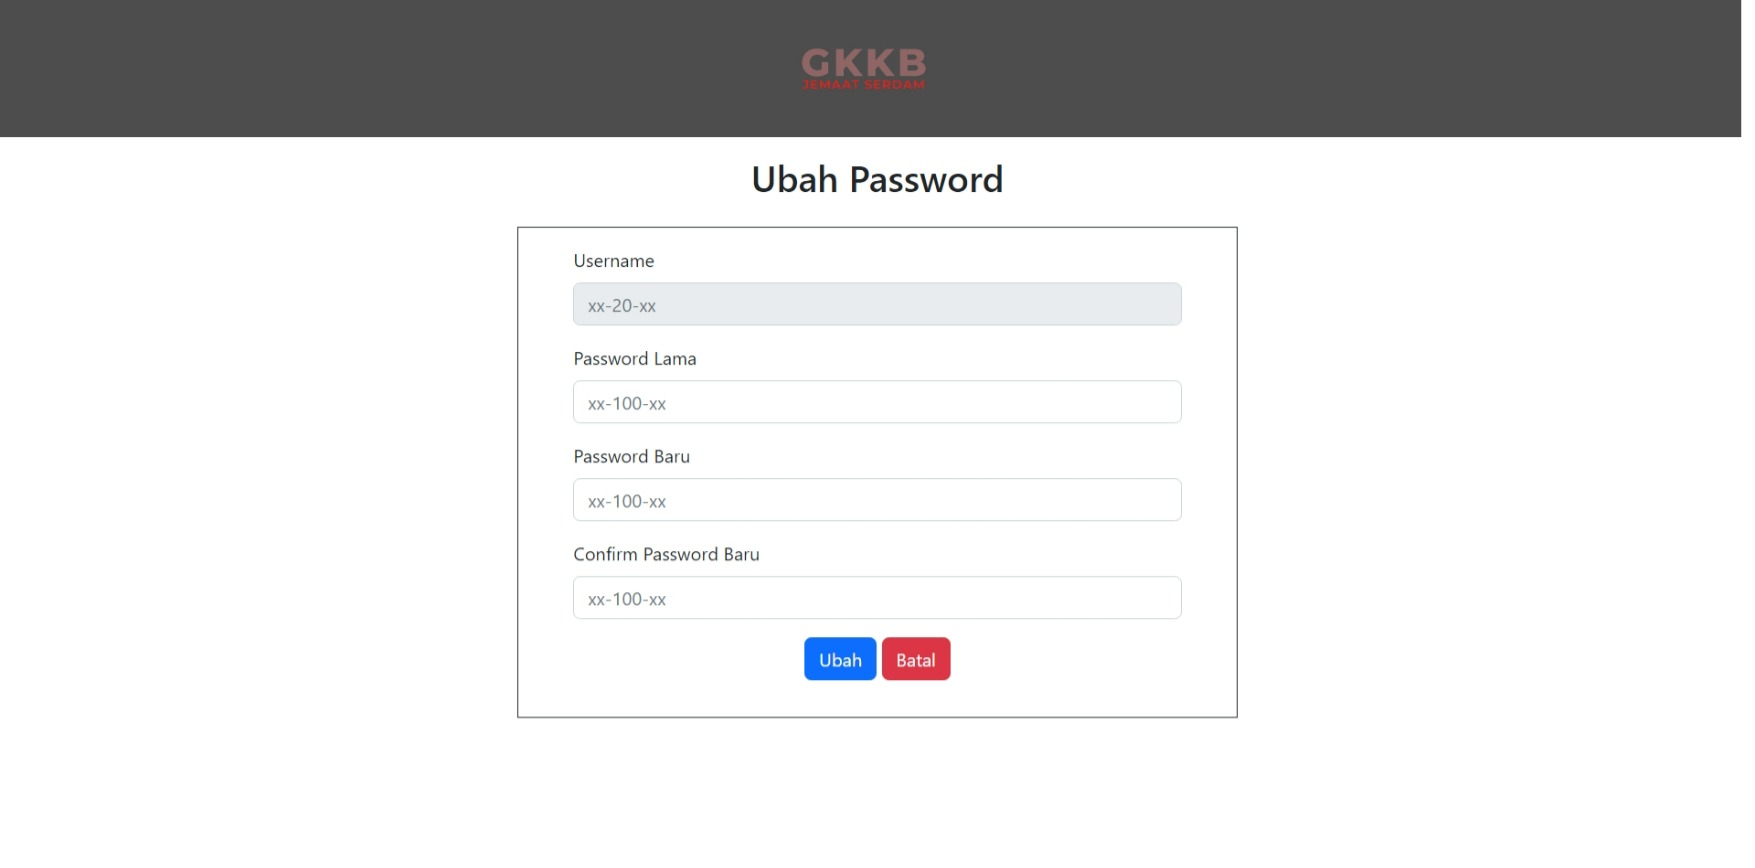 GKKB
JEMAAT SERDAM
Ubah Password
Username
xx-20-xx
Password Lama
xx-100-xx
Password Baru
xx-100-xx
Confirm Password Baru
xx-100-xx
Ubah Batal